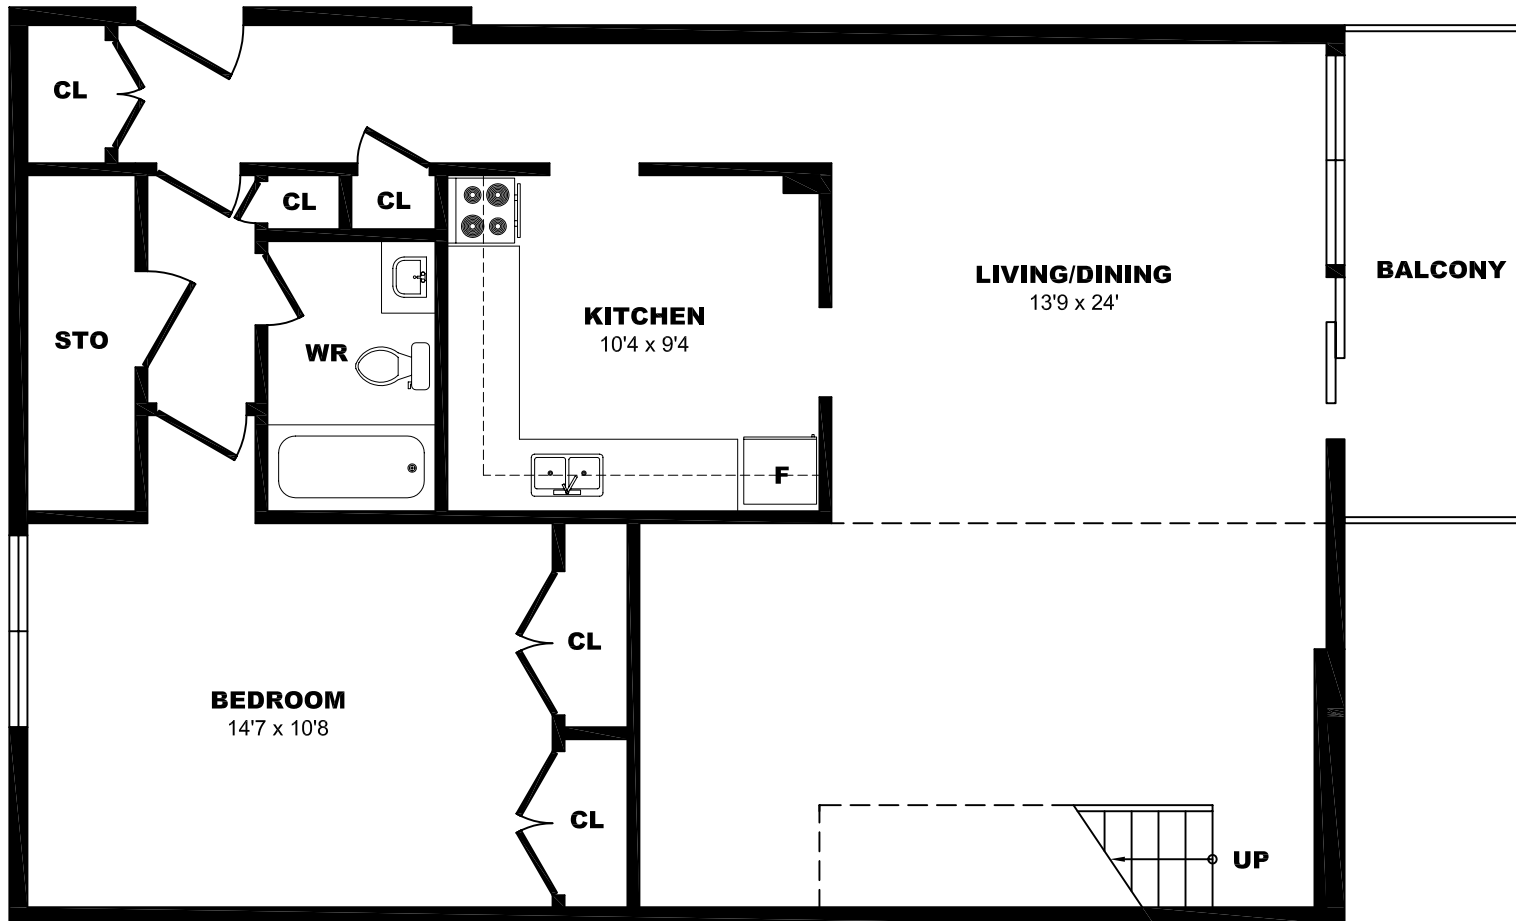 CL
CL
CL
LIVING/DINING
13'9 x 24'
BALCONY
KITCHEN
10'4 x 9'4
STO
WR
F
CL
BEDROOM
14'7 x 10'8
CL
UP